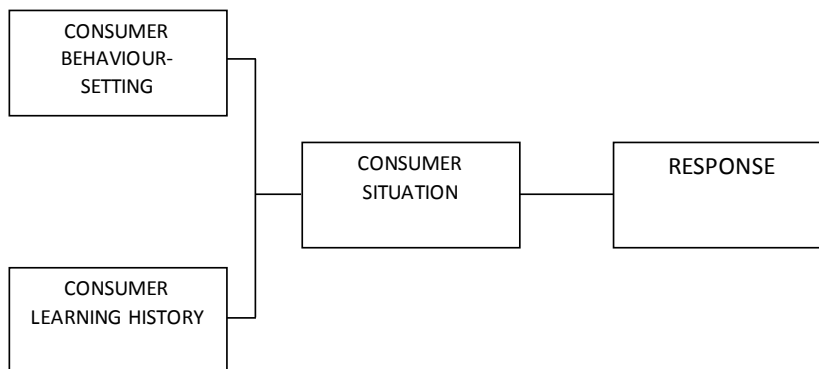 CONSUMER
BEHAVIOUR-
SETTING
CONSUMER
SITUATION
RESPONSE
CONSUMER
LEARNING HISTORY